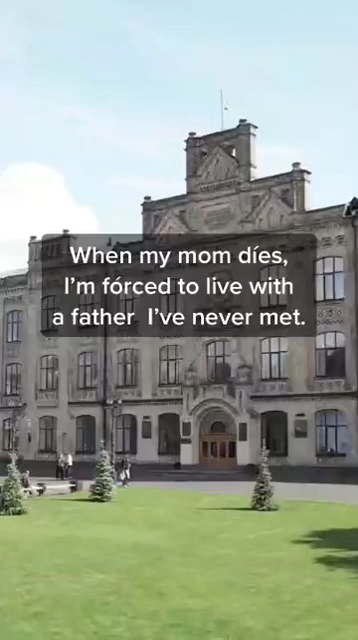 When my mom díes,
I'm fórced to live with
a father I've never met.